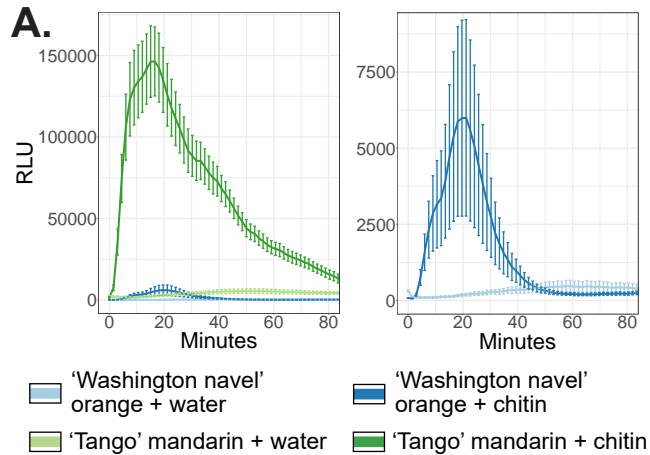 A.
RLU
150000
100000
50000
0
0
20
40
60
80
Minutes
7500
5000
2500
0
0
20
40
60
80
Minutes
‘Washington navel’
orange + water
‘Washington navel’
orange + chitin
‘Tango’ mandarin + water
‘Tango’ mandarin + chitin